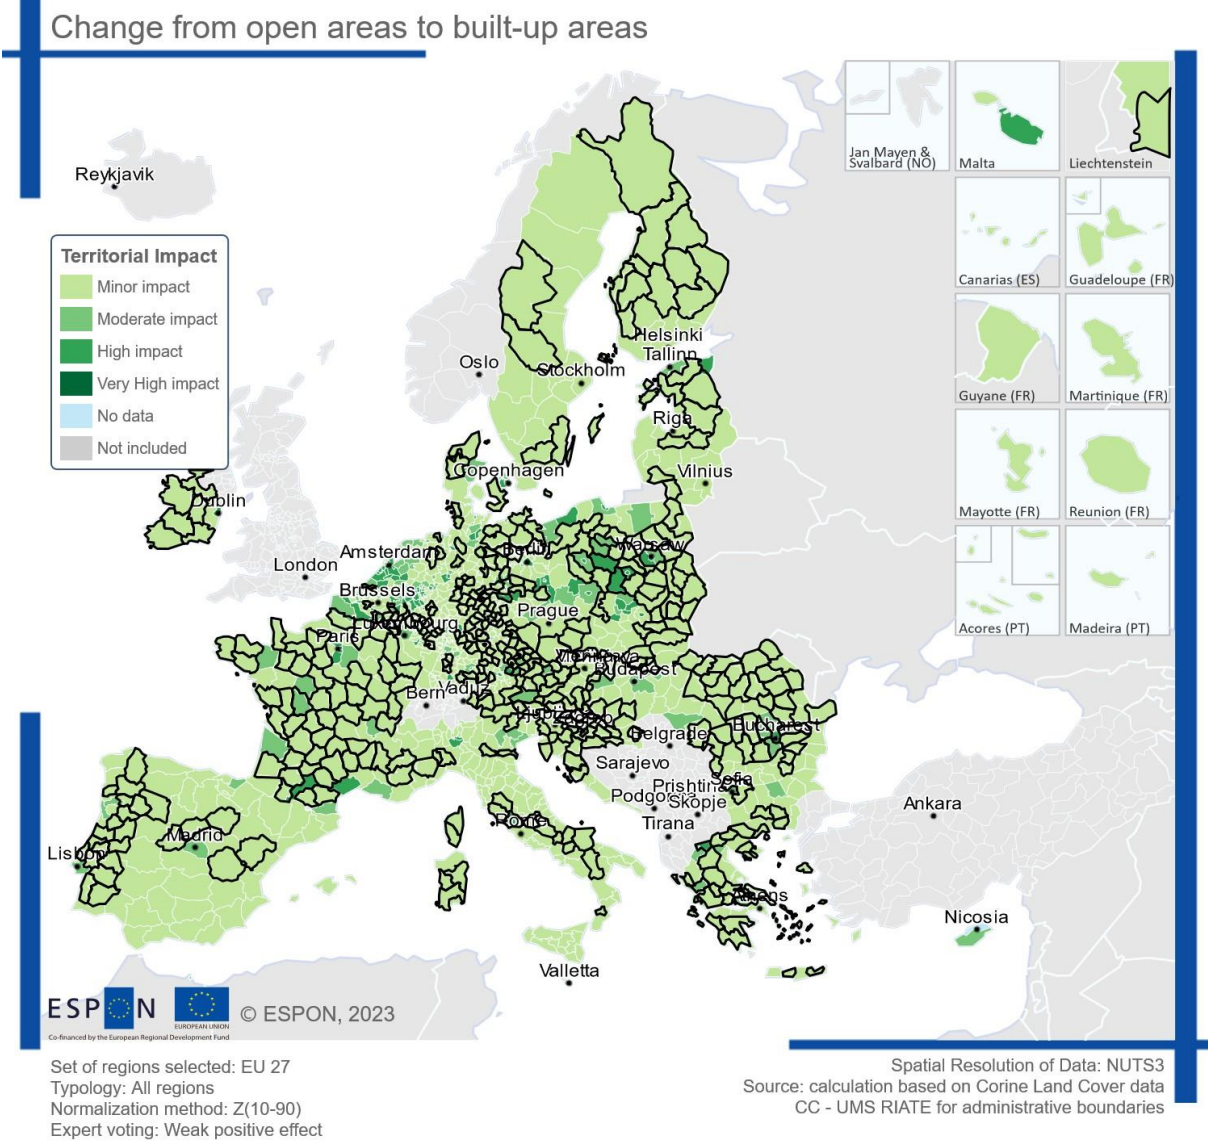 Change from open areas to built-up areas
Reykjavik
Jan Mayen &
Svalbard (NO)
Malta
Liechtenstein
Territorial Impact
Minor impact
Moderate impact
High impact
Very High impact
No data
Not included
Canarias (ES)
Guadeloupe (FR)
Helsinki
Tallinn
Oslo
Stockholm
Guyane (FR)
Martinique (FR)
Riga
Copenhagen
Vilnius
Dublin
Mayotte (FR)
Reunion (FR)
Amsterdam
Berlin
Warsaw
London
Brussels
Prague
Luxembourg
Paris
Acores (PT)
Madeira (PT)
Budapest
Bern
Vaduz
Bucharest
Belgrade
Sarajevo
Sofia
Prishtina
Podgorica
Skopje
Ankara
Tirana
Rome
Madrid
Lisbon
Athens
Nicosia
Valletta
ESPON
EUROPEAN UNION
© ESPON, 2023
Co-financed by the European Regional Development Fund
Set of regions selected: EU 27
Typology: All regions
Normalization method: Z(10-90)
Expert voting: Weak positive effect
Spatial Resolution of Data: NUTS3
Source: calculation based on Corine Land Cover data
CC - UMS RIATE for administrative boundaries